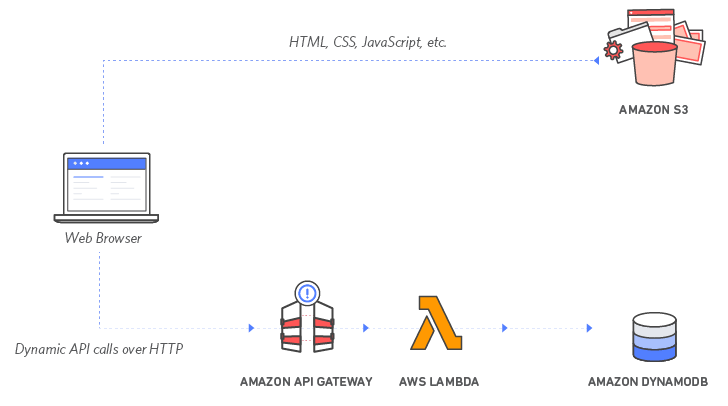 HTML, CSS, JavaScript, etc.
AMAZON S3
Web Browser
Dynamic API calls over HTTP
AMAZON API GATEWAY
AWS LAMBDA
AMAZON DYNAMODB